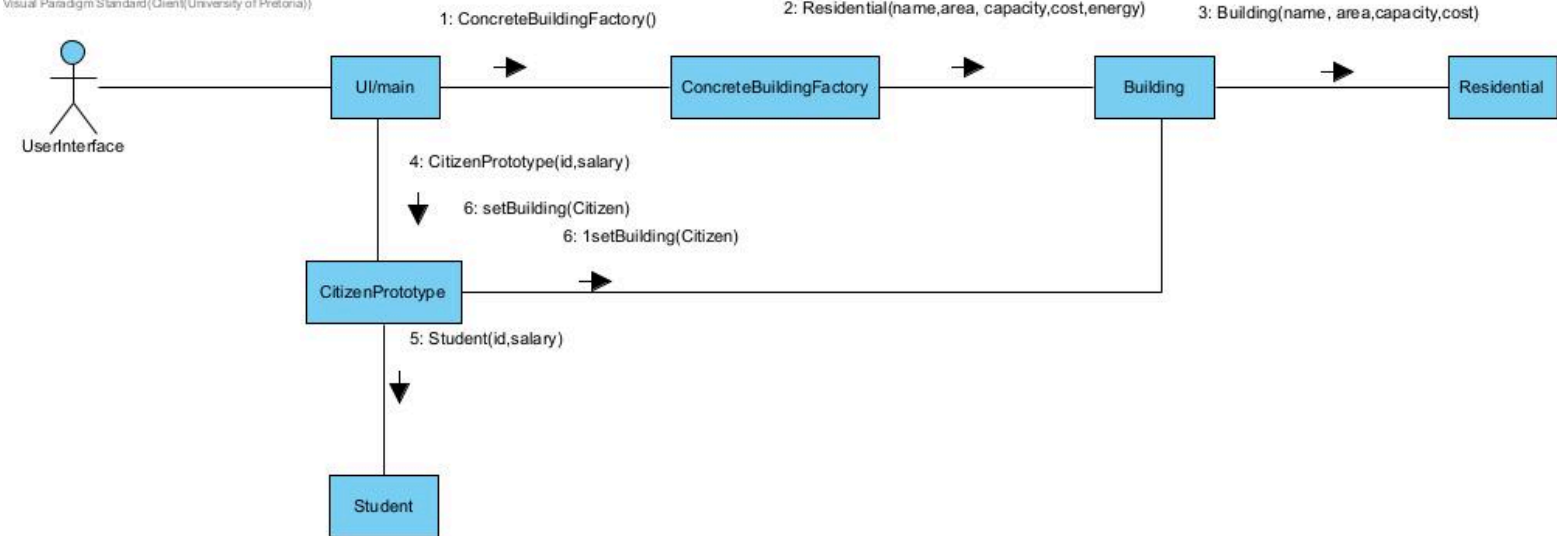 Visual Paradigm Standard(Client(University of Pretoria))
1: ConcreteBuildingFactory()
2: Residential(name,area, capacity,cost,energy)
3: Building(name, area,capacity,cost)
UI/main
ConcreteBuildingFactory
Building
Residential
UserInterface
4: CitizenPrototype(id,salary)
6: setBuilding(Citizen)
6: 1setBuilding(Citizen)
CitizenPrototype
5: Student(id,salary)
Student